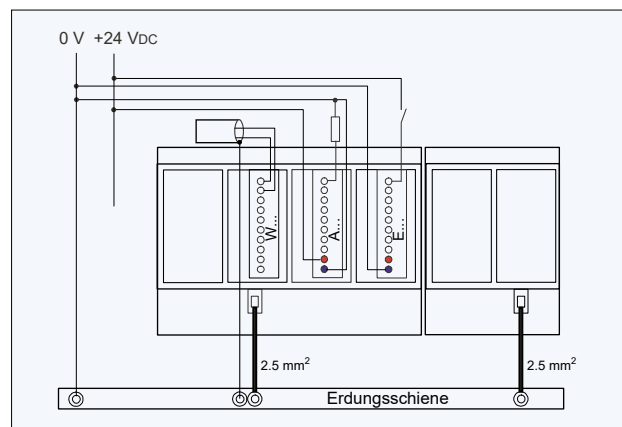 0 V +24 VDC
W...
A...
E...
2.5 mm²
2.5 mm²
Erdungsschiene